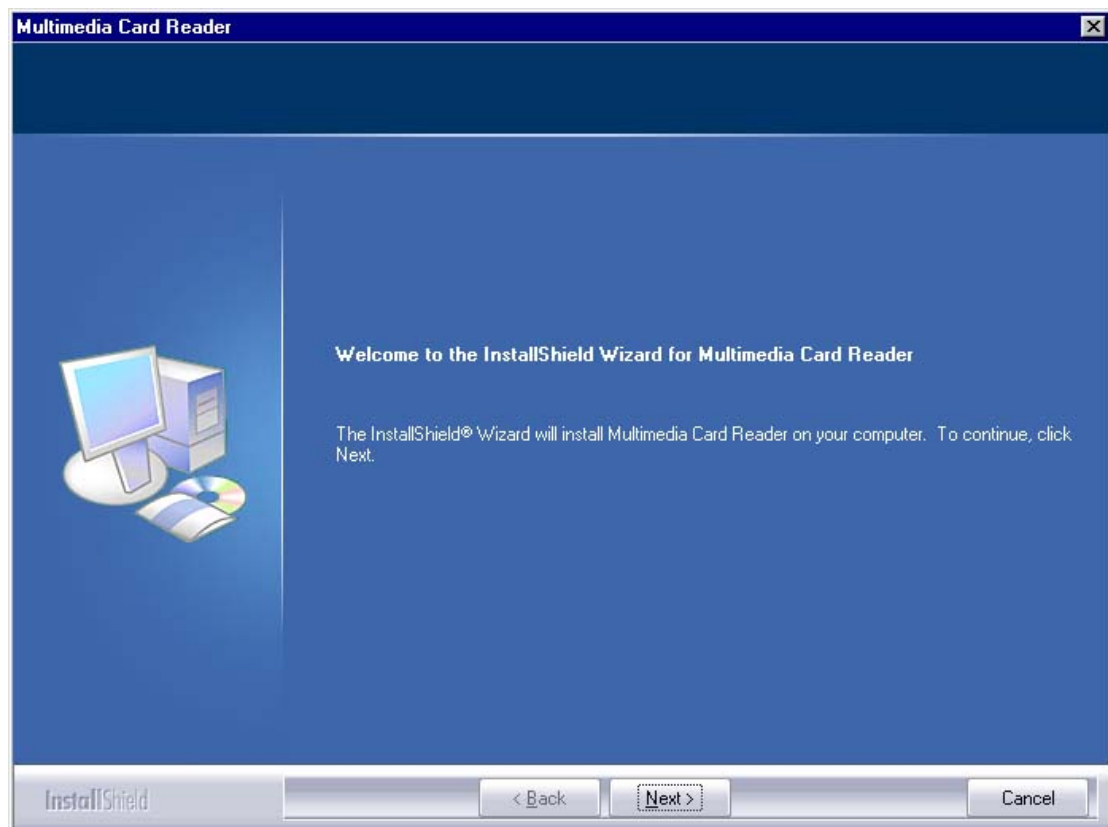 Multimedia Card Reader
Welcome to the InstallShield Wizard for Multimedia Card Reader
The InstallShield® Wizard will install Multimedia Card Reader on your computer.  To continue, click
Next.
InstallShield
< Back
Next >
Cancel